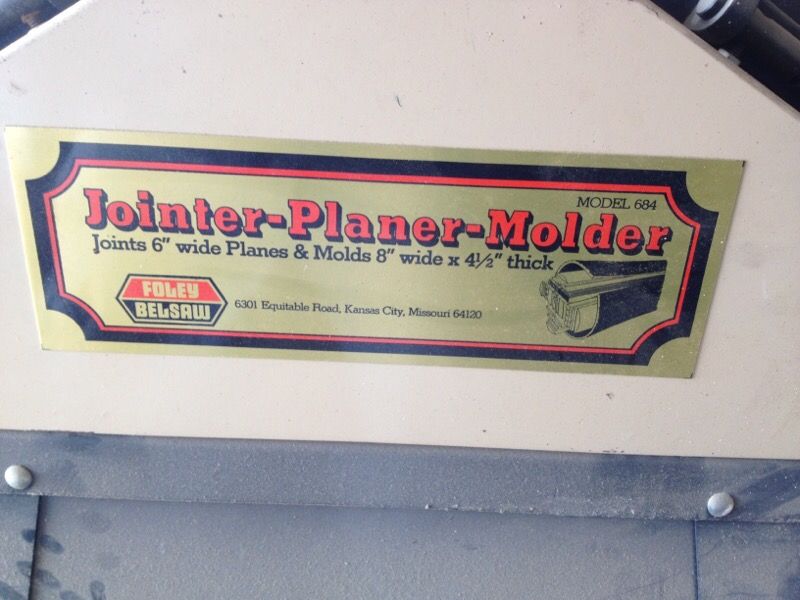 MODEL 684
Jointer-Planer-Molder
Joints 6" wide Planes & Molds 8" wide x 4½" thick
FOLEY
BELSAW
6301 Equitable Road, Kansas City, Missouri 64120